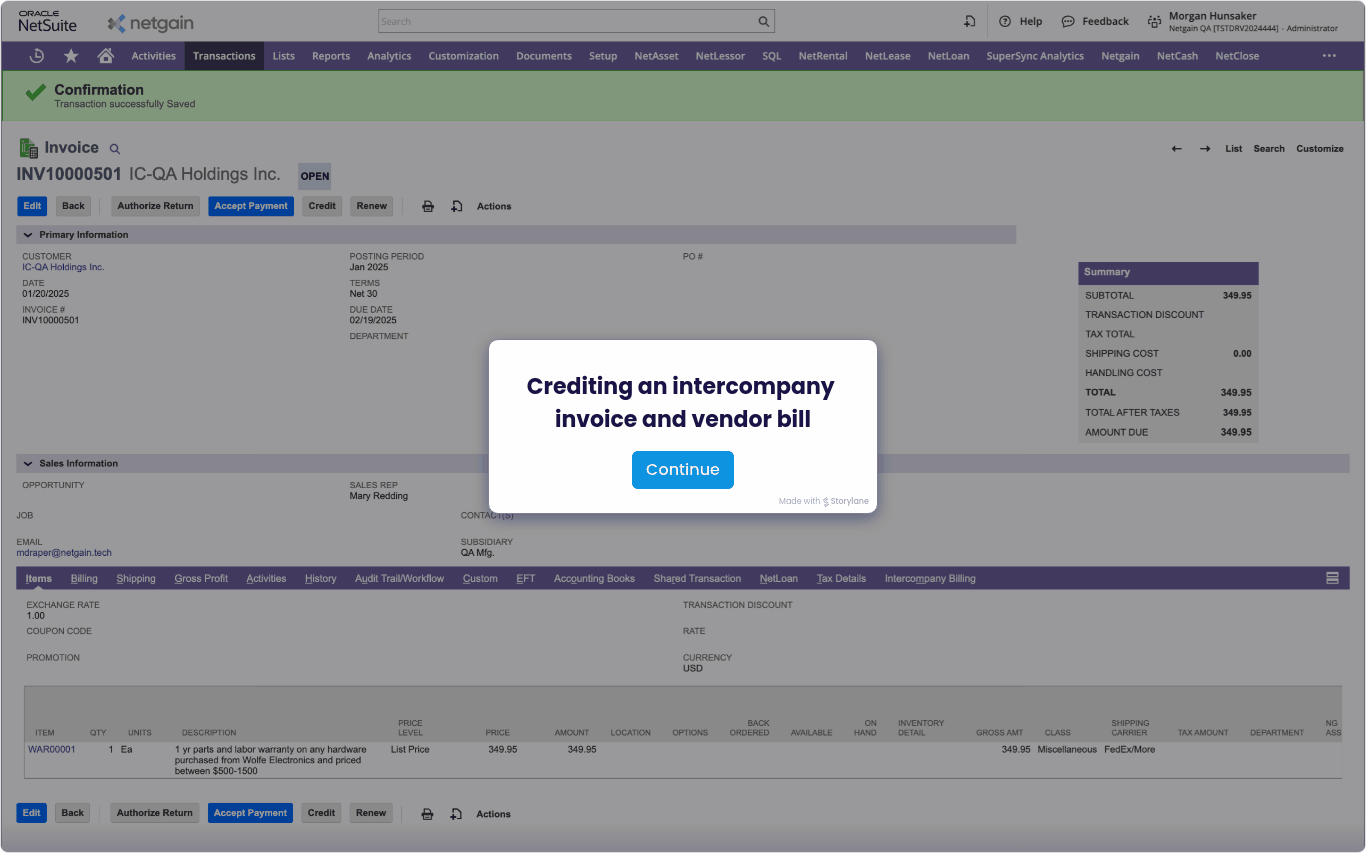 ORACLE
NetSuite
netgain
Search
Help
Feedback
Morgan Hunsaker
Netgain QA [TSTDRV2024444] - Administrator
Activities Transactions Lists Reports Analytics Customization Documents Setup NetAsset NetLessor SQL NetRental NetLease NetLoan SuperSync Analytics Netgain NetCash NetClose
Confirmation
Transaction successfully Saved
Invoice
List Search Customize
INV10000501 IC-QA Holdings Inc. OPEN
Edit Back Authorize Return Accept Payment Credit Renew Actions
Primary Information
CUSTOMER
IC-QA Holdings Inc.
DATE
01/20/2025
INVOICE #
INV10000501
POSTING PERIOD
Jan 2025
TERMS
Net 30
DUE DATE
02/19/2025
DEPARTMENT
PO #
Summary
SUBTOTAL 349.95
TRANSACTION DISCOUNT
TAX TOTAL
SHIPPING COST 0.00
HANDLING COST
TOTAL 349.95
TOTAL AFTER TAXES 349.95
AMOUNT DUE 349.95
Crediting an intercompany
invoice and vendor bill
Continue
Made with Storylane
Sales Information
OPPORTUNITY
SALES REP
Mary Redding
JOB
CONTACT(S)
EMAIL
mdraper@netgain.tech
SUBSIDIARY
QA Mfg.
Items Billing Shipping Gross Profit Activities History Audit Trail/Workflow Custom EFT Accounting Books Shared Transaction NetLoan Tax Details Intercompany Billing
EXCHANGE RATE
1.00
COUPON CODE
PROMOTION
TRANSACTION DISCOUNT
RATE
CURRENCY
USD
ITEM QTY UNITS DESCRIPTION PRICE LEVEL PRICE AMOUNT LOCATION OPTIONS BACK ORDERED AVAILABLE ON HAND INVENTORY DETAIL GROSS AMT CLASS SHIPPING CARRIER TAX AMOUNT DEPARTMENT NG ASS
WAR00001 1 Ea 1 yr parts and labor warranty on any hardware List Price 349.95 349.95 349.95 Miscellaneous FedEx/More
purchased from Wolfe Electronics and priced
between $500-1500
Edit Back Authorize Return Accept Payment Credit Renew Actions